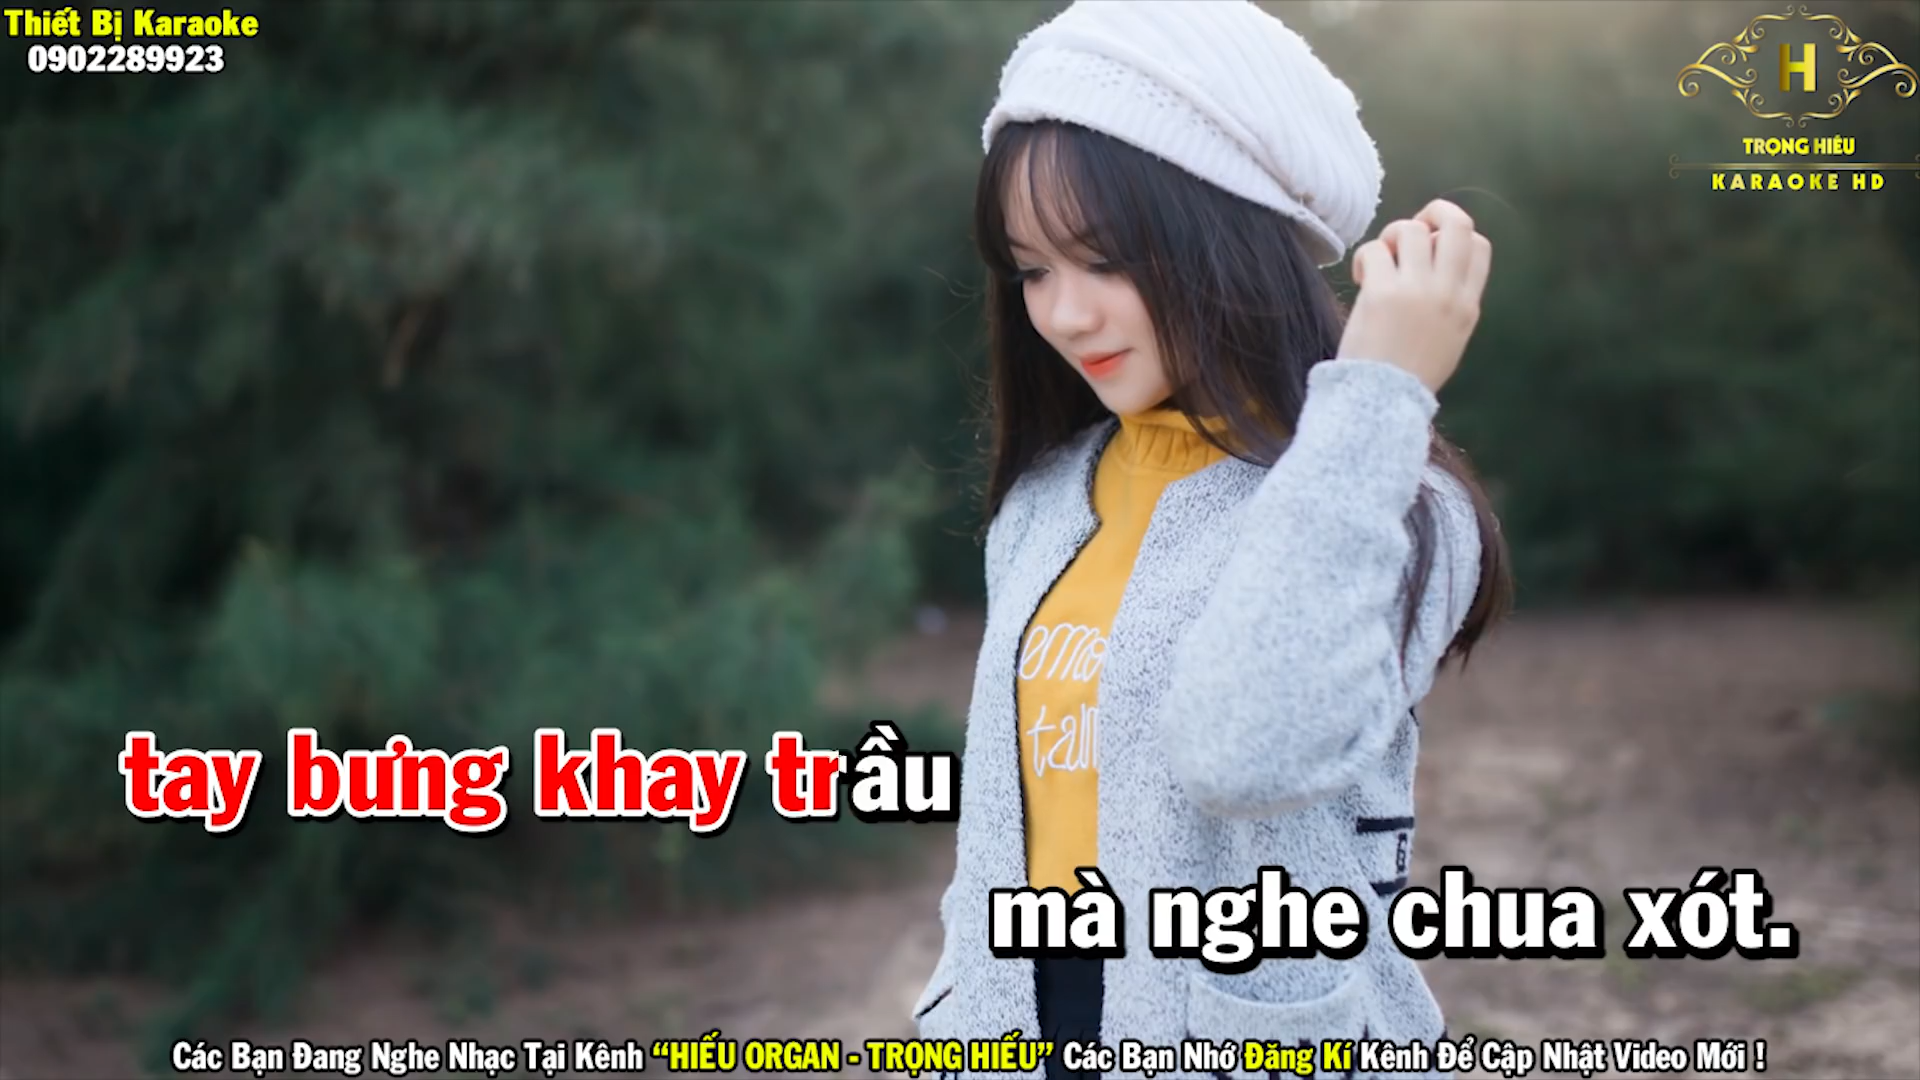 Thiết Bị Karaoke
0902289923
H
TRỌNG HIẾU
KARAOKE HD
tay bưng khay trầu
mà nghe chua xót.
Các Bạn Đang Nghe Nhạc Tại Kênh “HIẾU ORGAN - TRỌNG HIẾU” Các Bạn Nhớ Đăng Kí Kênh Để Cập Nhật Video Mới !